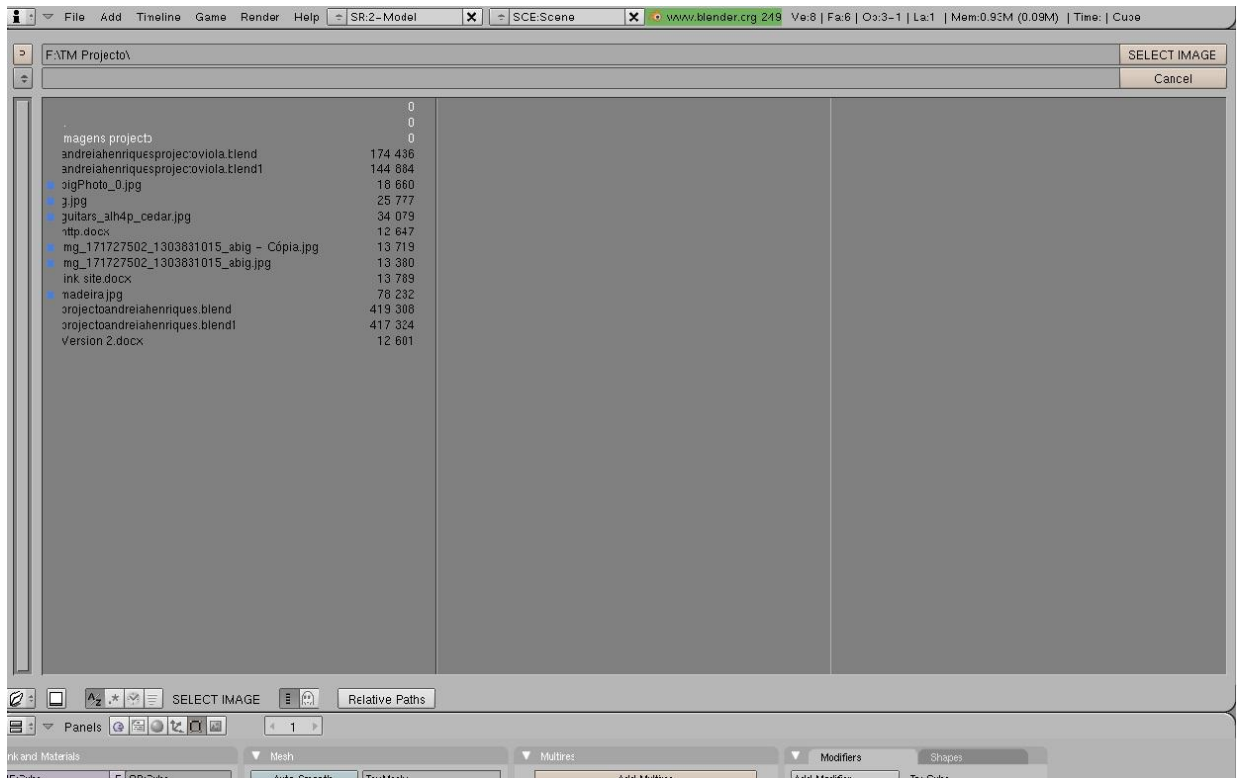 File Add Timeline Game Render Help SR:2-Model SCE:Scene www.blender.org 249 Ve:8 | Fa:6 | Ob:3-1 | La:1 | Mem:0.93M (0.09M) | Time: | Cube
F:\TM Projecto\ SELECT IMAGE
Cancel
0
. 0
magens projecto 0
andreiahenriquesprojectoviola.blend 174 436
andreiahenriquesprojectoviola.blend1 144 884
bigPhoto_0.jpg 18 660
g.jpg 25 777
guitars_alh4p_cedar.jpg 34 079
http.docx 12 647
mg_171727502_1303831015_abig - Cópia.jpg 13 719
mg_171727502_1303831015_abig.jpg 13 380
ink site.docx 13 789
madeira.jpg 78 232
projectoandreiahenriques.blend 419 308
projectoandreiahenriques.blend1 417 324
Version 2.docx 12 601
SELECT IMAGE Relative Paths
Panels 1
nk and Materials Mesh Multires Modifiers Shapes
F Auto Smooth Add Multires Add Modifier To: Cube